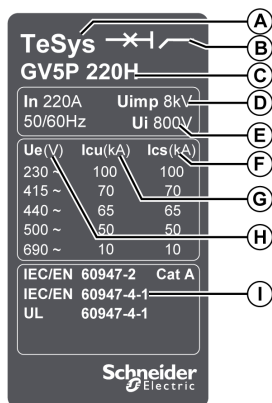 TeSys
A
B
GV5P 220H
C
In 220A Uimp 8kV
D
50/60Hz Ui 800V
E
Ue(V) Icu(kA) Ics(kA)
F
230 ~ 100 100
G
415 ~ 70 70
440 ~ 65 65
H
500 ~ 50 50
690 ~ 10 10
IEC/EN 60947-2 Cat A
IEC/EN 60947-4-1
I
UL 60947-4-1
Schneider
Electric